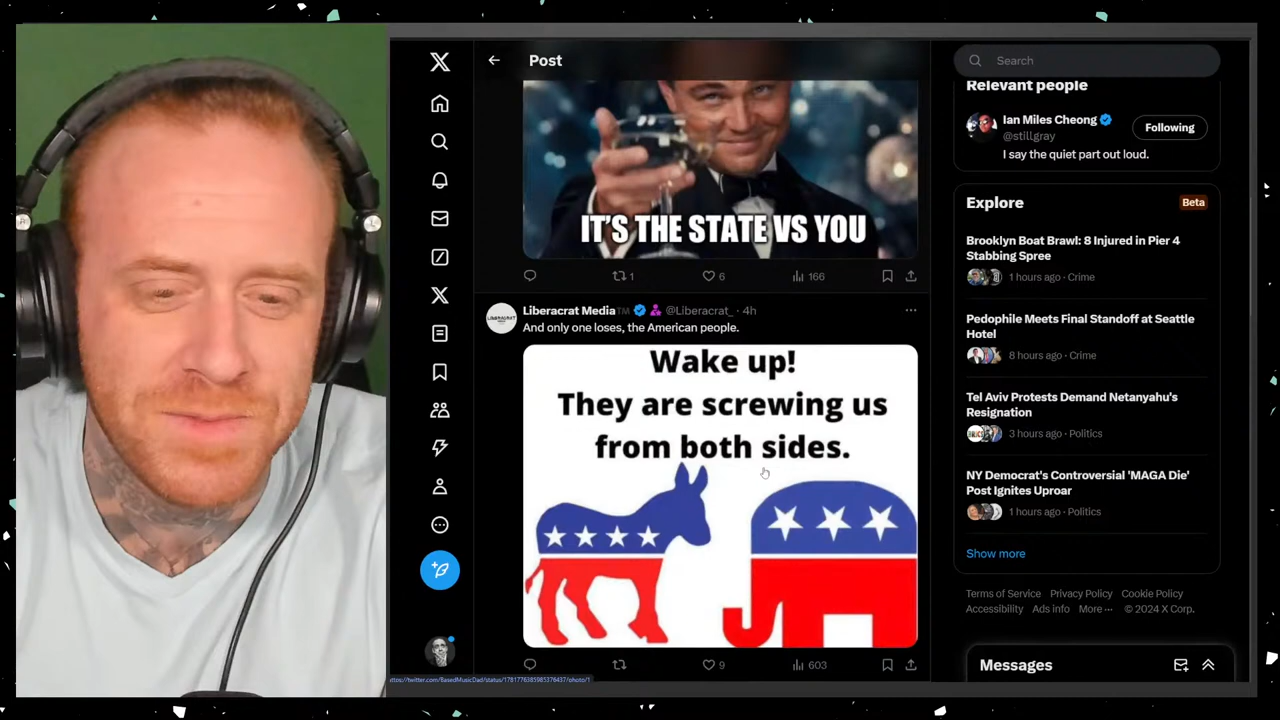 Post
Search
IT'S THE STATE VS YOU
1
6
166
Liberacrat Media™ @Liberacrat_ · 4h
And only one loses, the American people.
Wake up!
They are screwing us
from both sides.
9
603
Relevant people
Ian Miles Cheong
@stillgray
Following
I say the quiet part out loud.
Explore
Beta
Brooklyn Boat Brawl: 8 Injured in Pier 4
Stabbing Spree
1 hours ago · Crime
Pedophile Meets Final Standoff at Seattle
Hotel
8 hours ago · Crime
Tel Aviv Protests Demand Netanyahu's
Resignation
3 hours ago · Politics
NY Democrat's Controversial 'MAGA Die'
Post Ignites Uproar
1 hours ago · Politics
Show more
Terms of Service Privacy Policy Cookie Policy
Accessibility Ads info More ··· © 2024 X Corp.
Messages